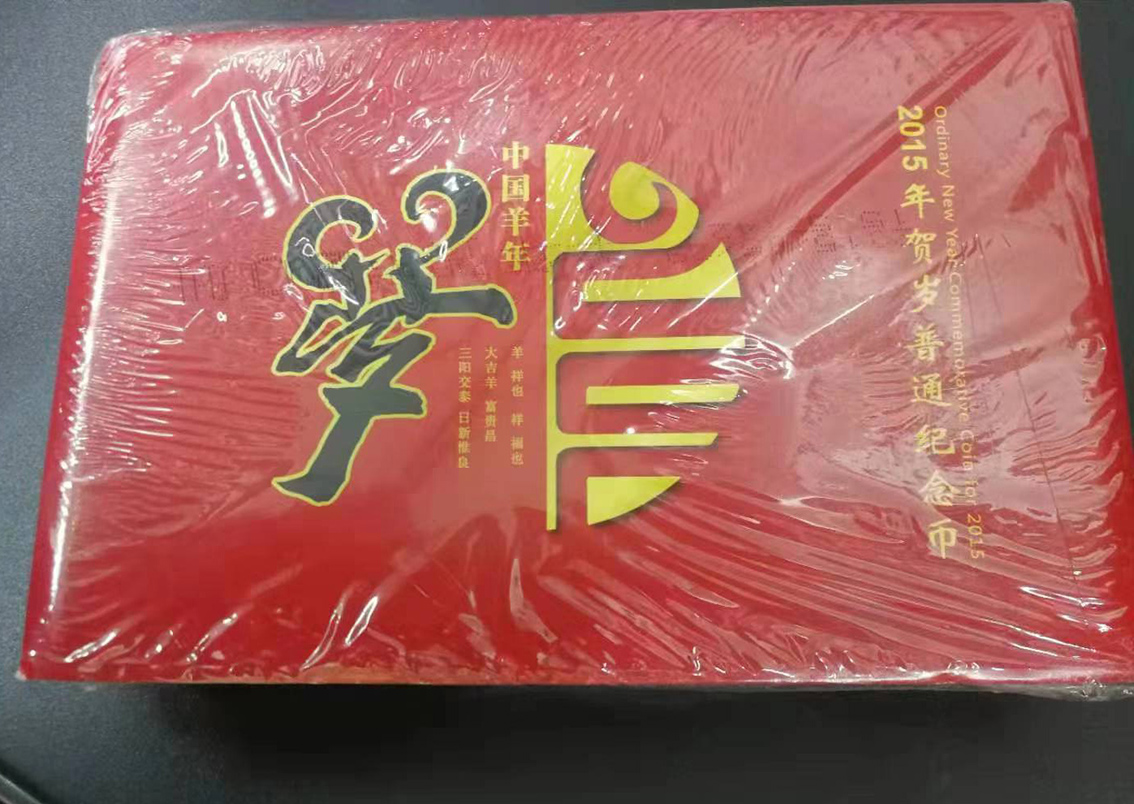 Ordinary New Year Commemorative Coin for 2015
2015年贺岁普通纪念币
中国羊年
羊 祥也 祥 福也
大吉羊 富贵昌
三阳交泰 日新惟良
羊